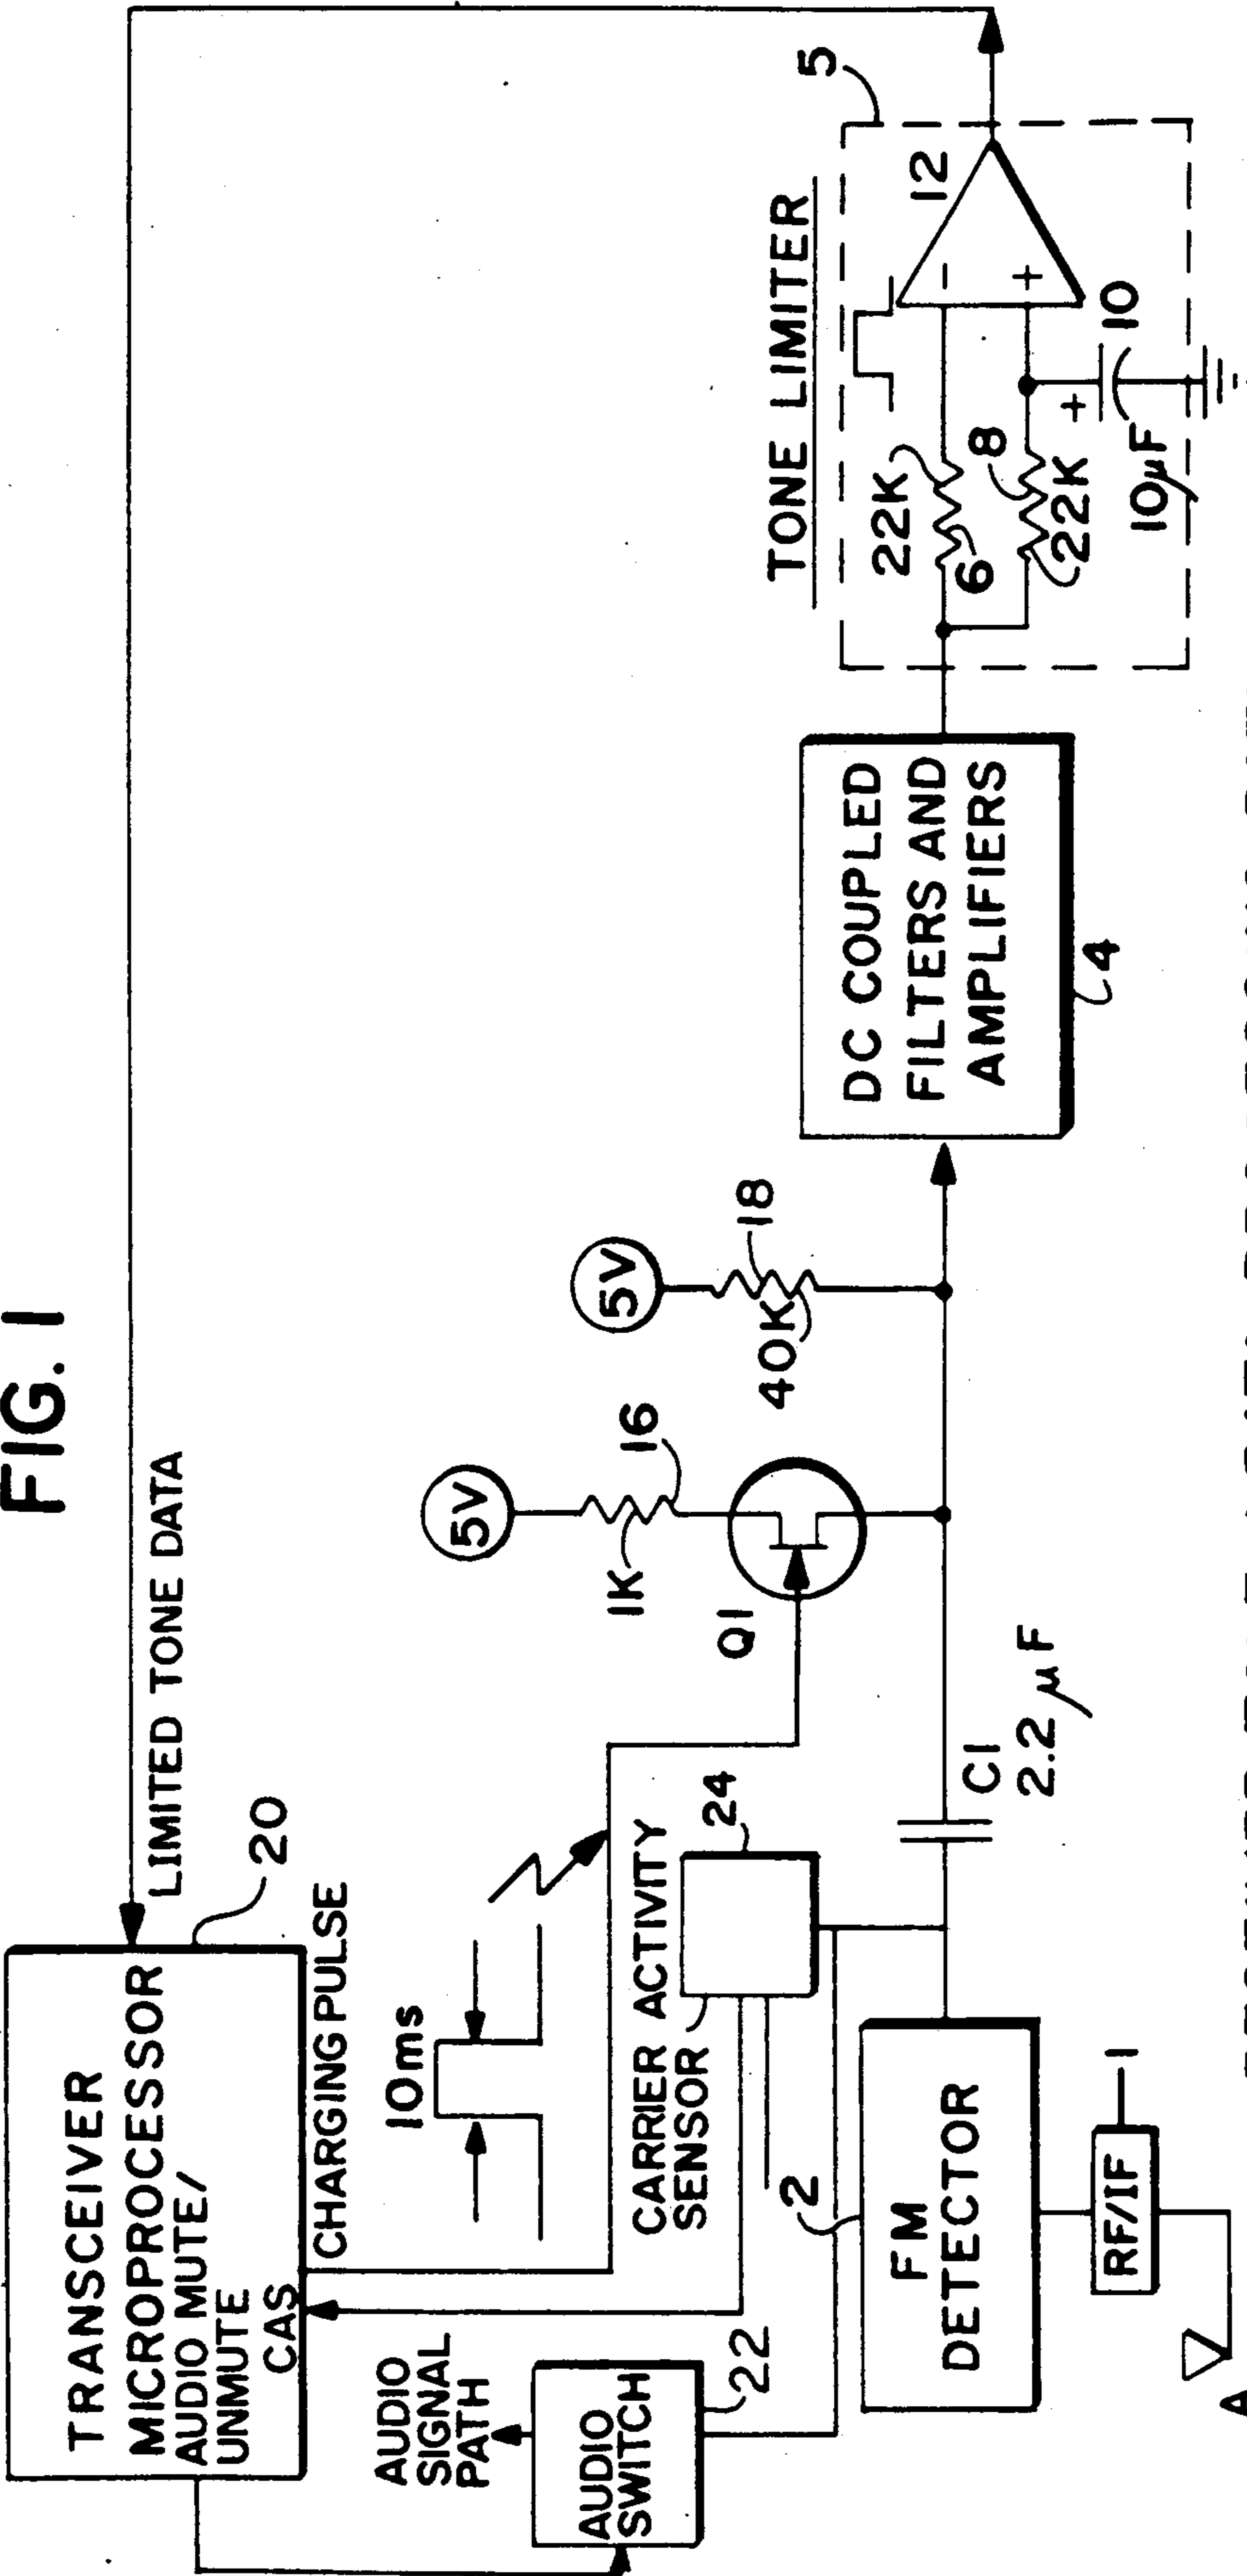 FIG. 1
LIMITED TONE DATA
TRANSCEIVER
MICROPROCESSOR
AUDIO MUTE/
UNMUTE
CAS
20
CHARGING PULSE
10ms
AUDIO
SIGNAL
PATH
AUDIO
SWITCH
22
CARRIER ACTIVITY
SENSOR
24
5V
1K
16
Q1
5V
40K
18
TONE LIMITER
5
22K
6
8
22K
12
-
+
+
10
10µF
2
FM
DETECTOR
C1
2.2 µF
DC COUPLED
FILTERS AND
AMPLIFIERS
4
RF/IF
1
A